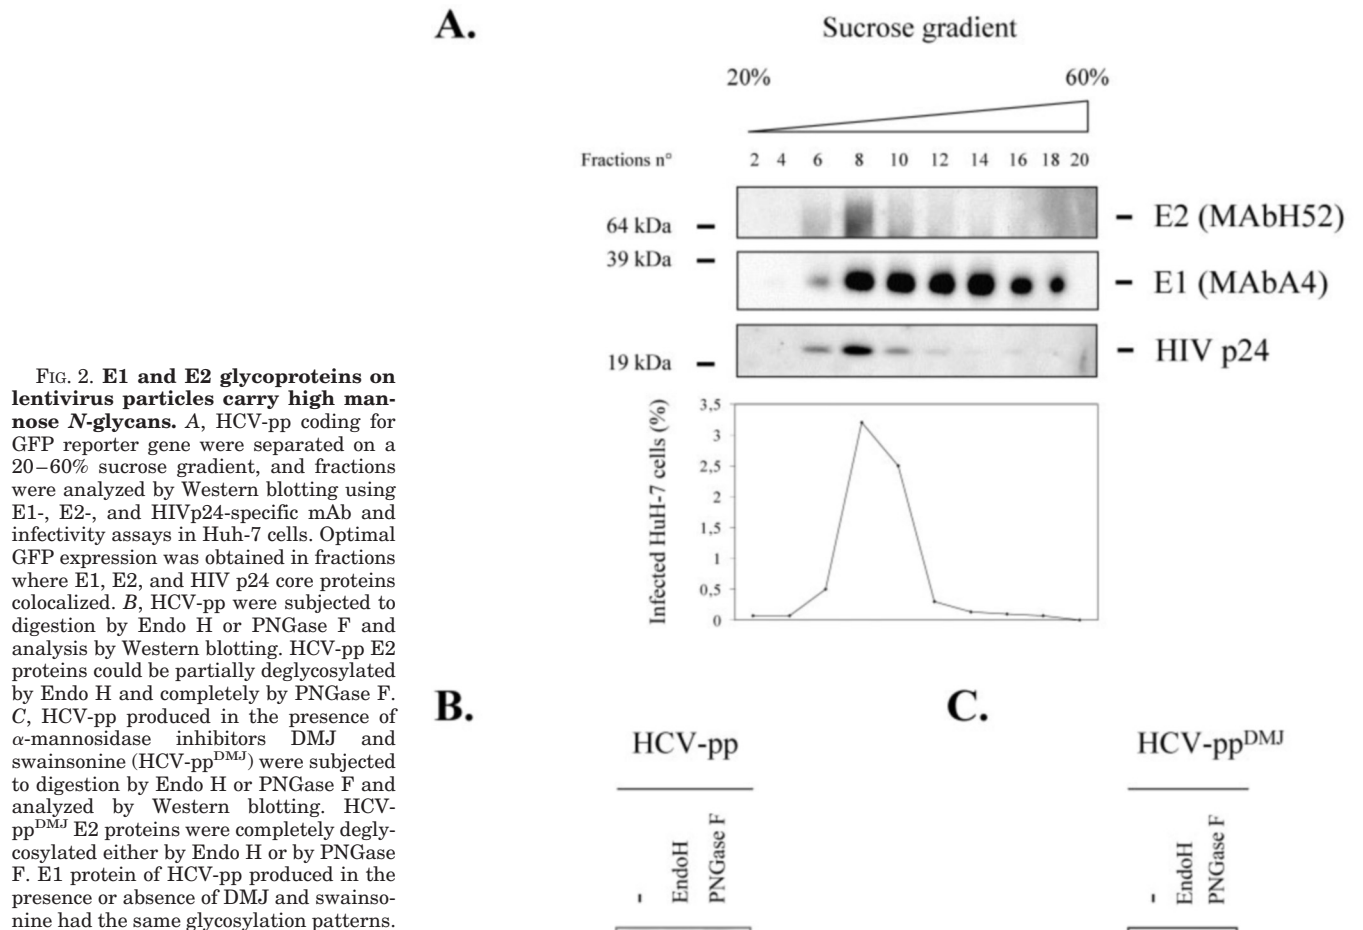 A.
Sucrose gradient
20% 60%
Fractions n° 2 4 6 8 10 12 14 16 18 20
64 kDa E2 (MAbH52)
39 kDa E1 (MAbA4)
19 kDa HIV p24
Infected HuH-7 cells (%)
3,5
3
2,5
2
1,5
1
0,5
0
FIG. 2. E1 and E2 glycoproteins on
lentivirus particles carry high man-
nose N-glycans. A, HCV-pp coding for
GFP reporter gene were separated on a
20–60% sucrose gradient, and fractions
were analyzed by Western blotting using
E1-, E2-, and HIVp24-specific mAb and
infectivity assays in Huh-7 cells. Optimal
GFP expression was obtained in fractions
where E1, E2, and HIV p24 core proteins
colocalized. B, HCV-pp were subjected to
digestion by Endo H or PNGase F and
analysis by Western blotting. HCV-pp E2
proteins could be partially deglycosylated
by Endo H and completely by PNGase F.
C, HCV-pp produced in the presence of
α-mannosidase inhibitors DMJ and
swainsonine (HCV-ppDMJ) were subjected
to digestion by Endo H or PNGase F and
analyzed by Western blotting. HCV-
ppDMJ E2 proteins were completely degly-
cosylated either by Endo H or by PNGase
F. E1 protein of HCV-pp produced in the
presence or absence of DMJ and swainso-
nine had the same glycosylation patterns.
B.
HCV-pp
-
EndoH
PNGase F
C.
HCV-ppDMJ
-
EndoH
PNGase F